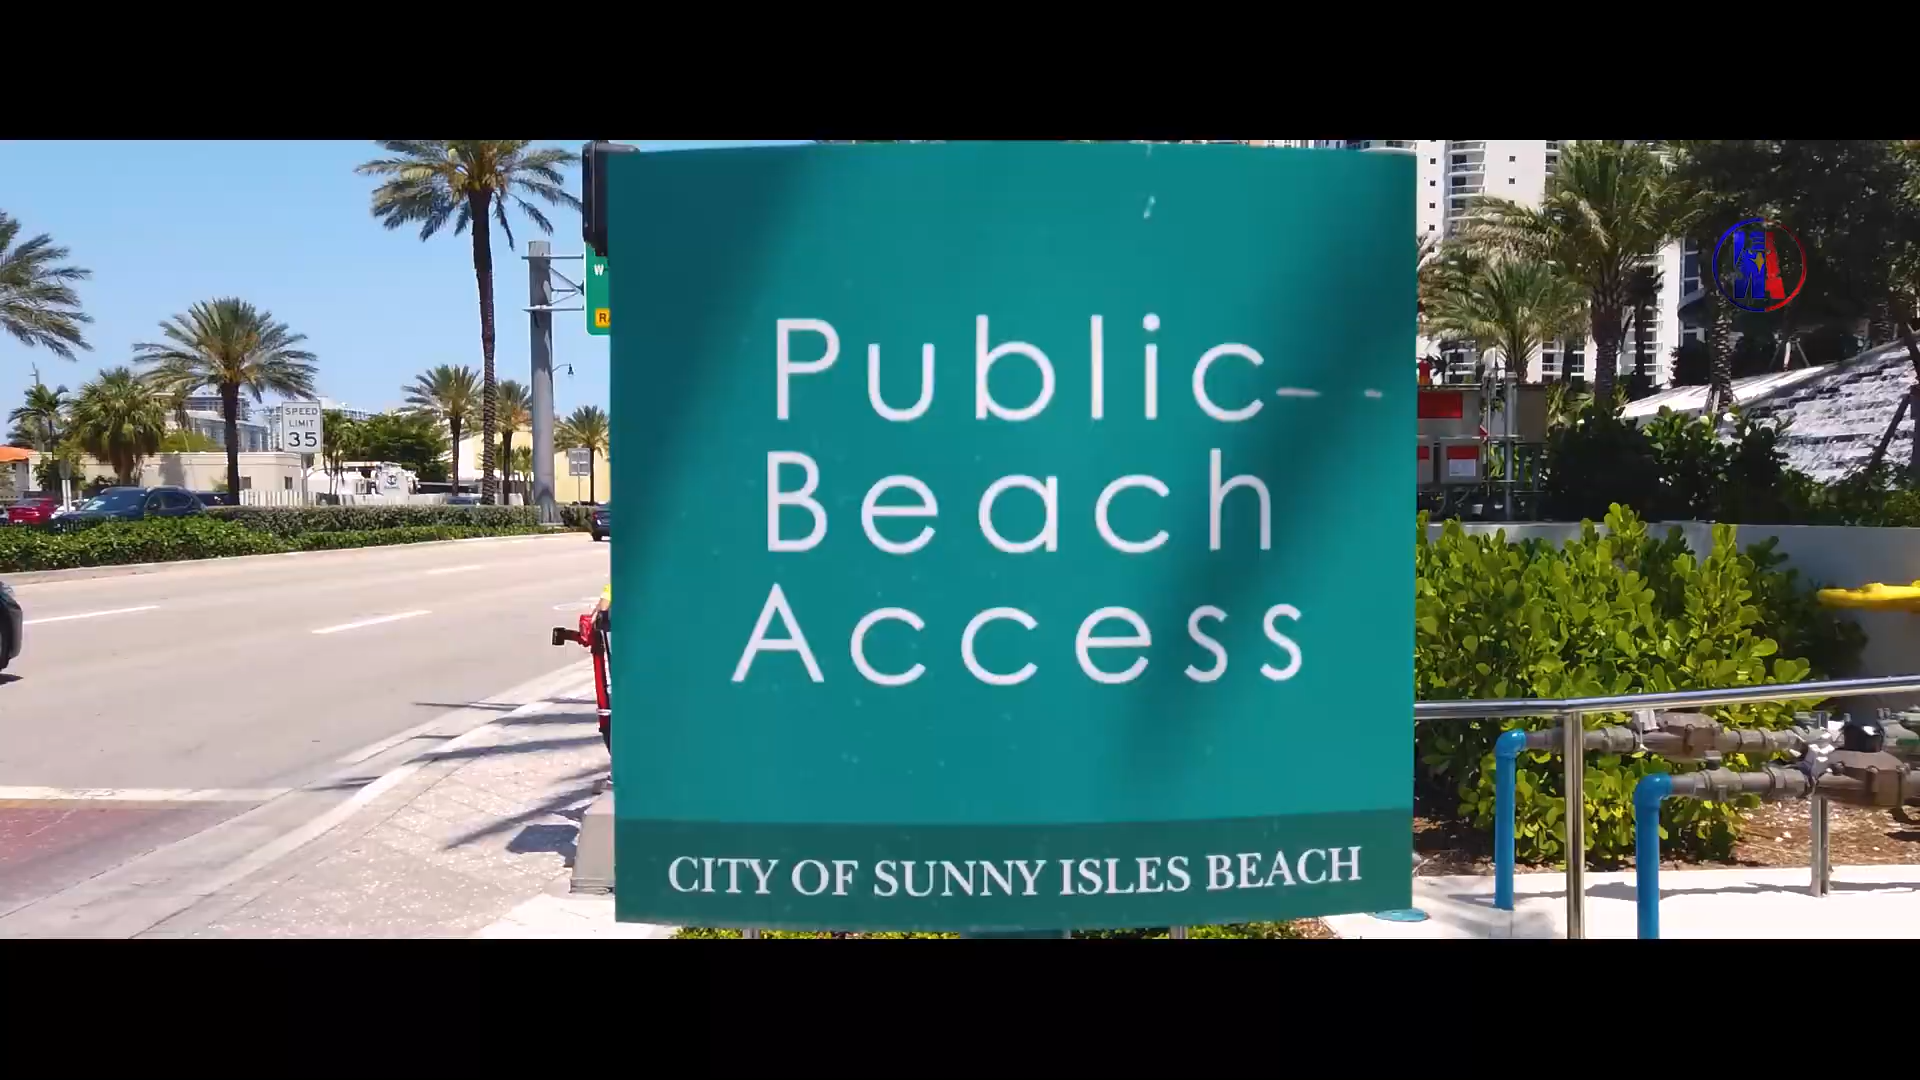 SPEED
LIMIT
35
W
Public
Beach
Access
CITY OF SUNNY ISLES BEACH